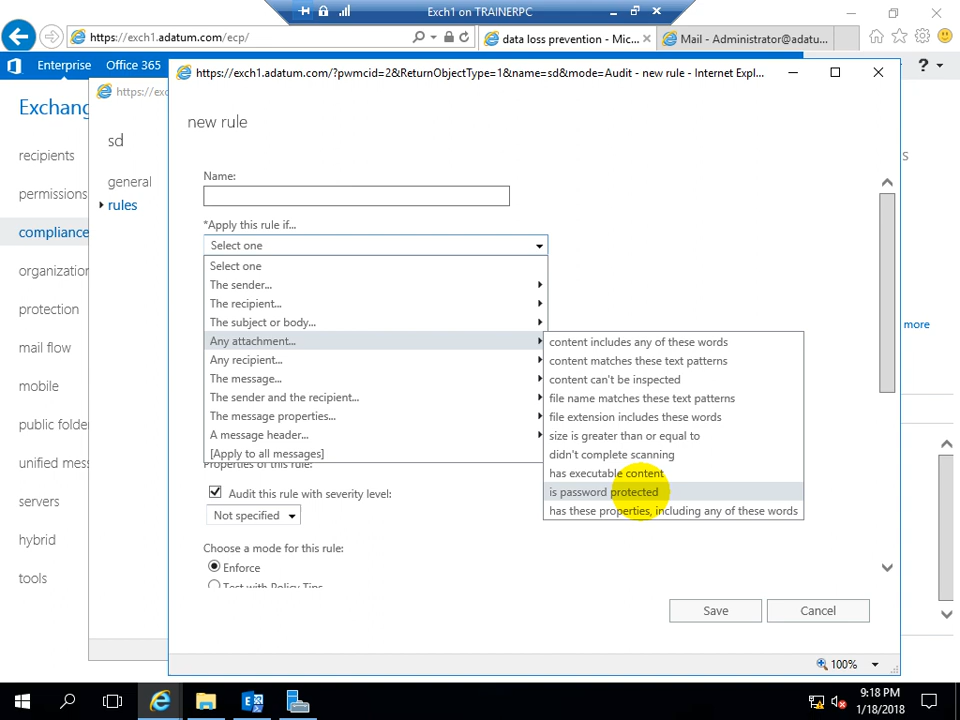 Exch1 on TRAINERPC
https://exch1.adatum.com/ecp/
data loss prevention - Mic...
Mail - Administrator@adatu...
Enterprise
Office 365
?
https://exch1.adatum.com/?pwmcid=2&ReturnObjectType=1&name=sd&mode=Audit - new rule - Internet Expl...
https://exc
Exchang
new rule
sd
recipients
permissions
compliance
organization
protection
mail flow
mobile
public folde
unified mess
servers
hybrid
tools
general
rules
Name:
*Apply this rule if...
Select one
Select one
The sender...
The recipient...
The subject or body...
Any attachment...
Any recipient...
The message...
The sender and the recipient...
The message properties...
A message header...
[Apply to all messages]
content includes any of these words
content matches these text patterns
content can't be inspected
file name matches these text patterns
file extension includes these words
size is greater than or equal to
didn't complete scanning
has executable content
is password protected
has these properties, including any of these words
Properties of this rule:
Audit this rule with severity level:
Not specified
Choose a mode for this rule:
Enforce
Test with Policy Tips
more
Save
Cancel
100%
9:18 PM
1/18/2018